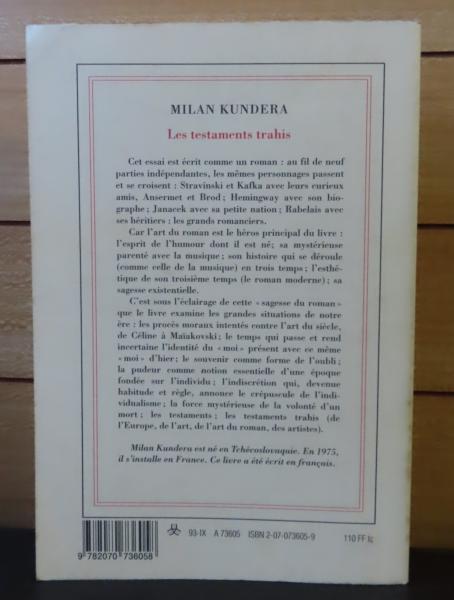 MILAN KUNDERA
Les testaments trahis
Cet essai est écrit comme un roman : au fil de neuf
parties indépendantes, les mêmes personnages passent
et se croisent : Stravinski et Kafka avec leurs curieux
amis, Ansermet et Brod ; Hemingway avec son bio-
graphe ; Janacek avec sa petite nation ; Rabelais avec
ses héritiers : les grands romanciers.
Car l'art du roman est le héros principal du livre :
l'esprit de l'humour dont il est né ; sa mystérieuse
parenté avec la musique ; son histoire qui se déroule
(comme celle de la musique) en trois temps ; l'esthé-
tique de son troisième temps (le roman moderne) ; sa
sagesse existentielle.
C'est sous l'éclairage de cette « sagesse du roman »
que le livre examine les grandes situations de notre
ère : les procès moraux intentés contre l'art du siècle,
de Céline à Maïakovski ; le temps qui passe et rend
incertaine l'identité du « moi » présent avec ce même
« moi » d'hier ; le souvenir comme forme de l'oubli ;
la pudeur comme notion essentielle d'une époque
fondée sur l'individu ; l'indiscrétion qui, devenue
habitude et règle, annonce le crépuscule de l'indi-
vidualisme ; la force mystérieuse de la volonté d'un
mort ; les testaments ; les testaments trahis (de
l'Europe, de l'art, de l'art du roman, des artistes).
Milan Kundera est né en Tchécoslovaquie. En 1975,
il s'installe en France. Ce livre a été écrit en français.
93-IX A 73605 ISBN 2-07-073605-9 110 FF tc
9 782070 736058